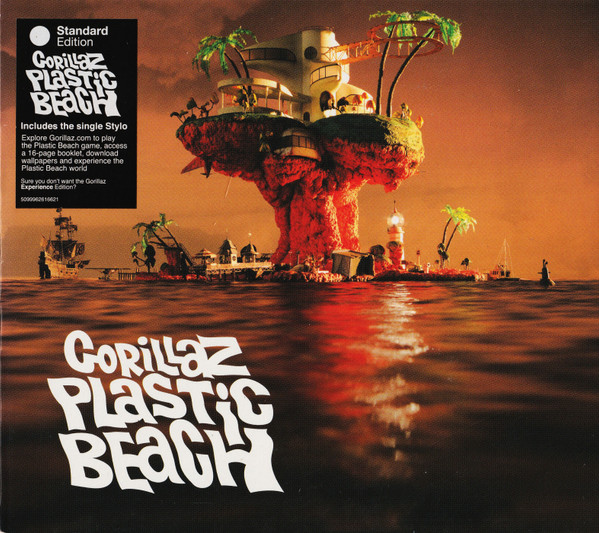 Standard
Edition
GORiLLAZ
PLASTiC
BEACH
Includes the single Stylo
Explore Gorillaz.com to play
the Plastic Beach game, access
a 16-page booklet, download
wallpapers and experience the
Plastic Beach world
Sure you don't want the Gorillaz
Experience Edition?
5099962616621
GORiLLAZ
PLASTiC
BEACH